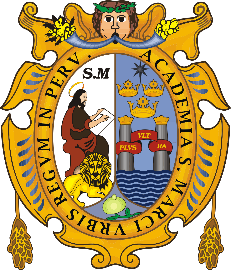 ACADEMIA S MARCI VRBIS REGVM IN PERV
S.M
PLVS VLT RA